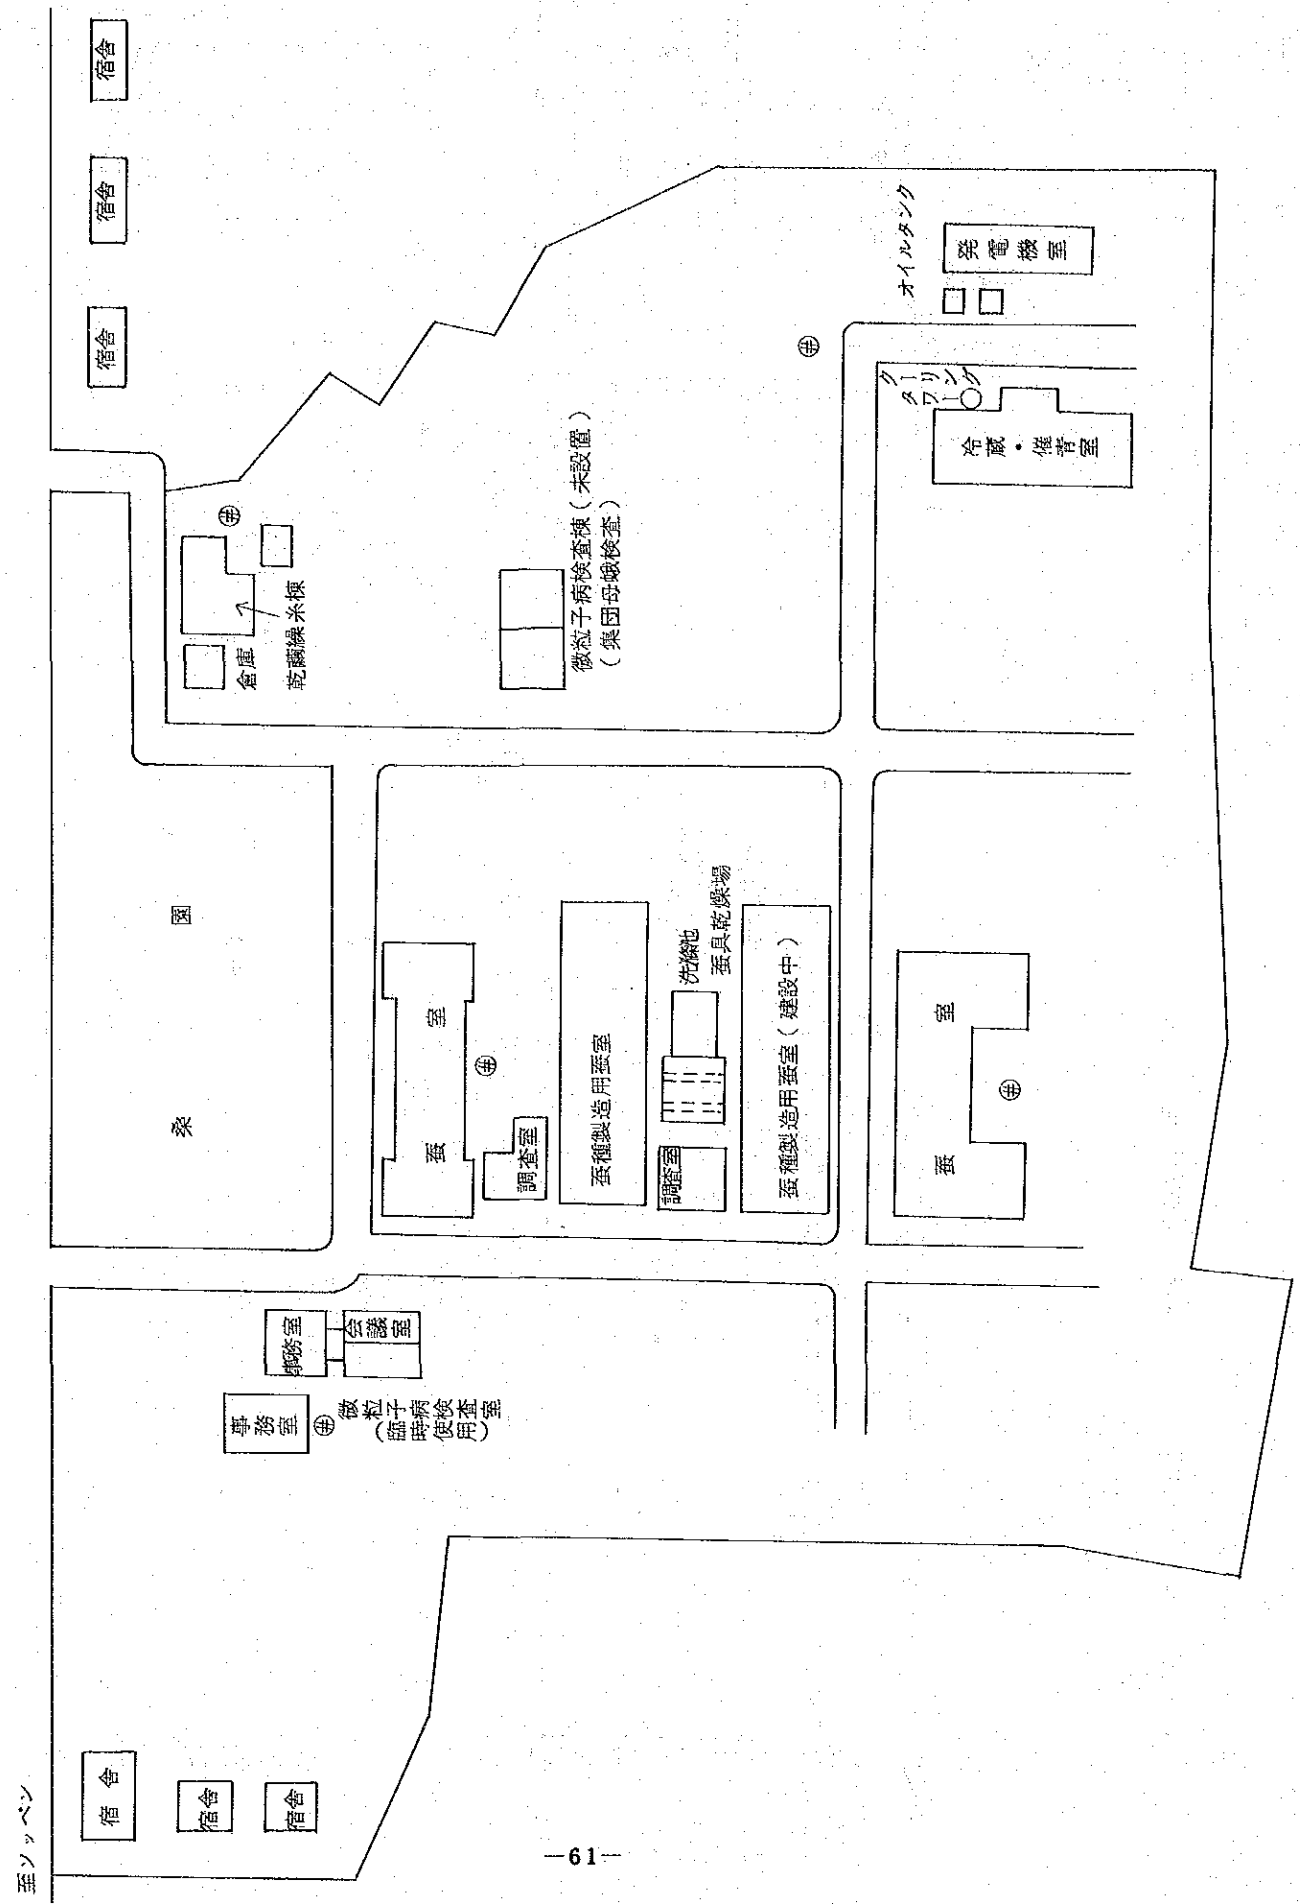 至ソッペン
宿舎
宿舎
宿舎
事務室
事務室
会議室
㊌
微粒子病検査室
(臨時使用)
桑園
蚕室
井
調査室
蚕種製造用蚕室
調査室
洗滌池
蚕具乾燥場
蚕種製造用蚕室(建設中)
蚕室
井
倉庫
乾繭繰糸棟
井
微粒子病検査棟(未設置)
(集団母蛾検査)
井
冷蔵・催青室
クーリング
タワー
オイルタンク
発電機室
宿舎
宿舎
宿舎
—61—